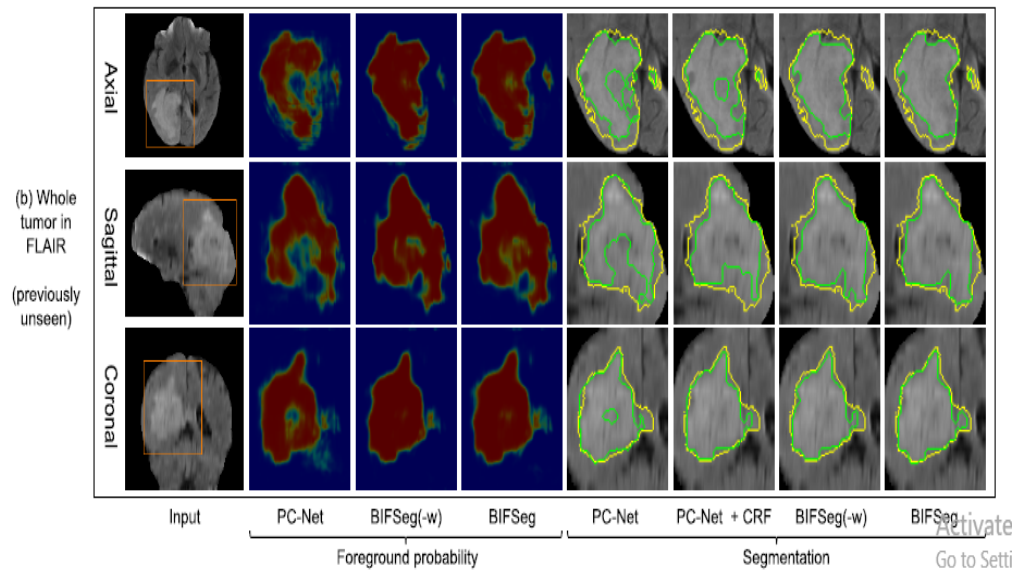 Axial
(b) Whole
tumor in
FLAIR
(previously
unseen)
Sagittal
Coronal
Input
PC-Net
BIFSeg(-w)
BIFSeg
PC-Net
PC-Net + CRF
BIFSeg(-w)
BIFSeg
Foreground probability
Segmentation
Activate
Go to Setti